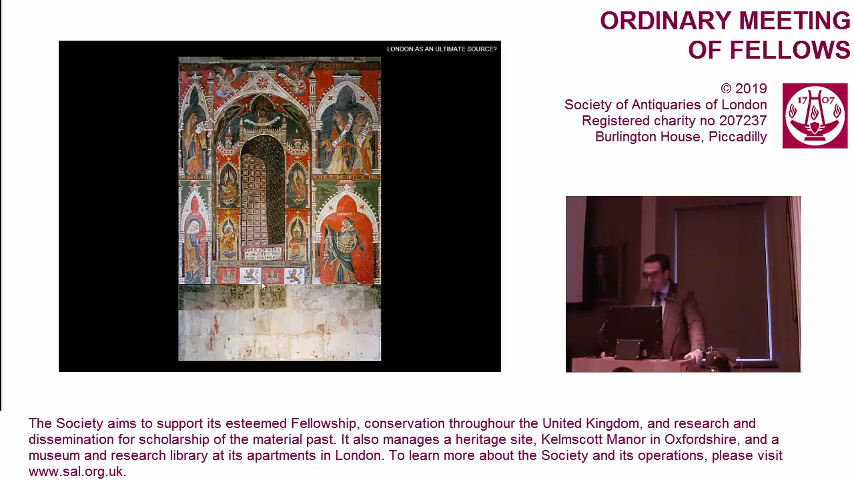 ORDINARY MEETING
OF FELLOWS
© 2019
Society of Antiquaries of London
Registered charity no 207237
Burlington House, Piccadilly
17 07
LONDON AS AN ULTIMATE SOURCE?
The Society aims to support its esteemed Fellowship, conservation throughour the United Kingdom, and research and
dissemination for scholarship of the material past. It also manages a heritage site, Kelmscott Manor in Oxfordshire, and a
museum and research library at its apartments in London. To learn more about the Society and its operations, please visit
www.sal.org.uk.